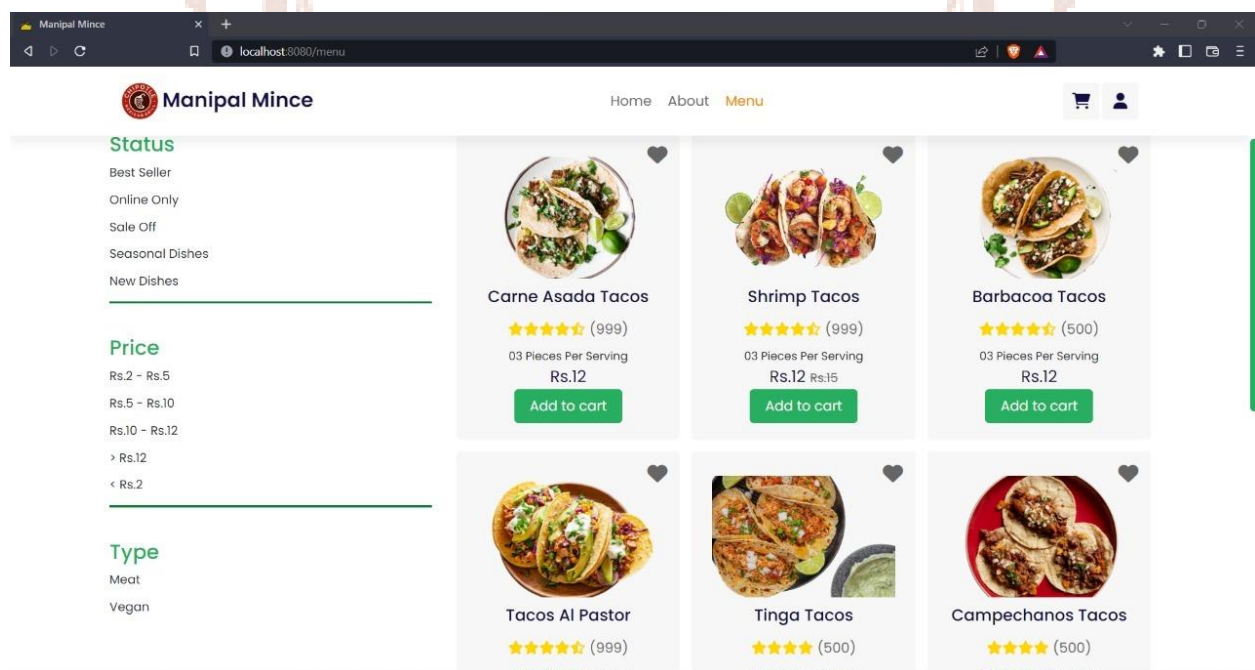 Manipal Mince
localhost:8080/menu
CHIPOTLE
Manipal Mince
Home About Menu
Status
Best Seller
Online Only
Sale Off
Seasonal Dishes
New Dishes
Price
Rs.2 - Rs.5
Rs.5 - Rs.10
Rs.10 - Rs.12
> Rs.12
< Rs.2
Type
Meat
Vegan
Carne Asada Tacos
(999)
03 Pieces Per Serving
Rs.12
Add to cart
Shrimp Tacos
(999)
03 Pieces Per Serving
Rs.12 Rs.15
Add to cart
Barbacoa Tacos
(500)
03 Pieces Per Serving
Rs.12
Add to cart
Tacos Al Pastor
(999)
Tinga Tacos
(500)
Campechanos Tacos
(500)